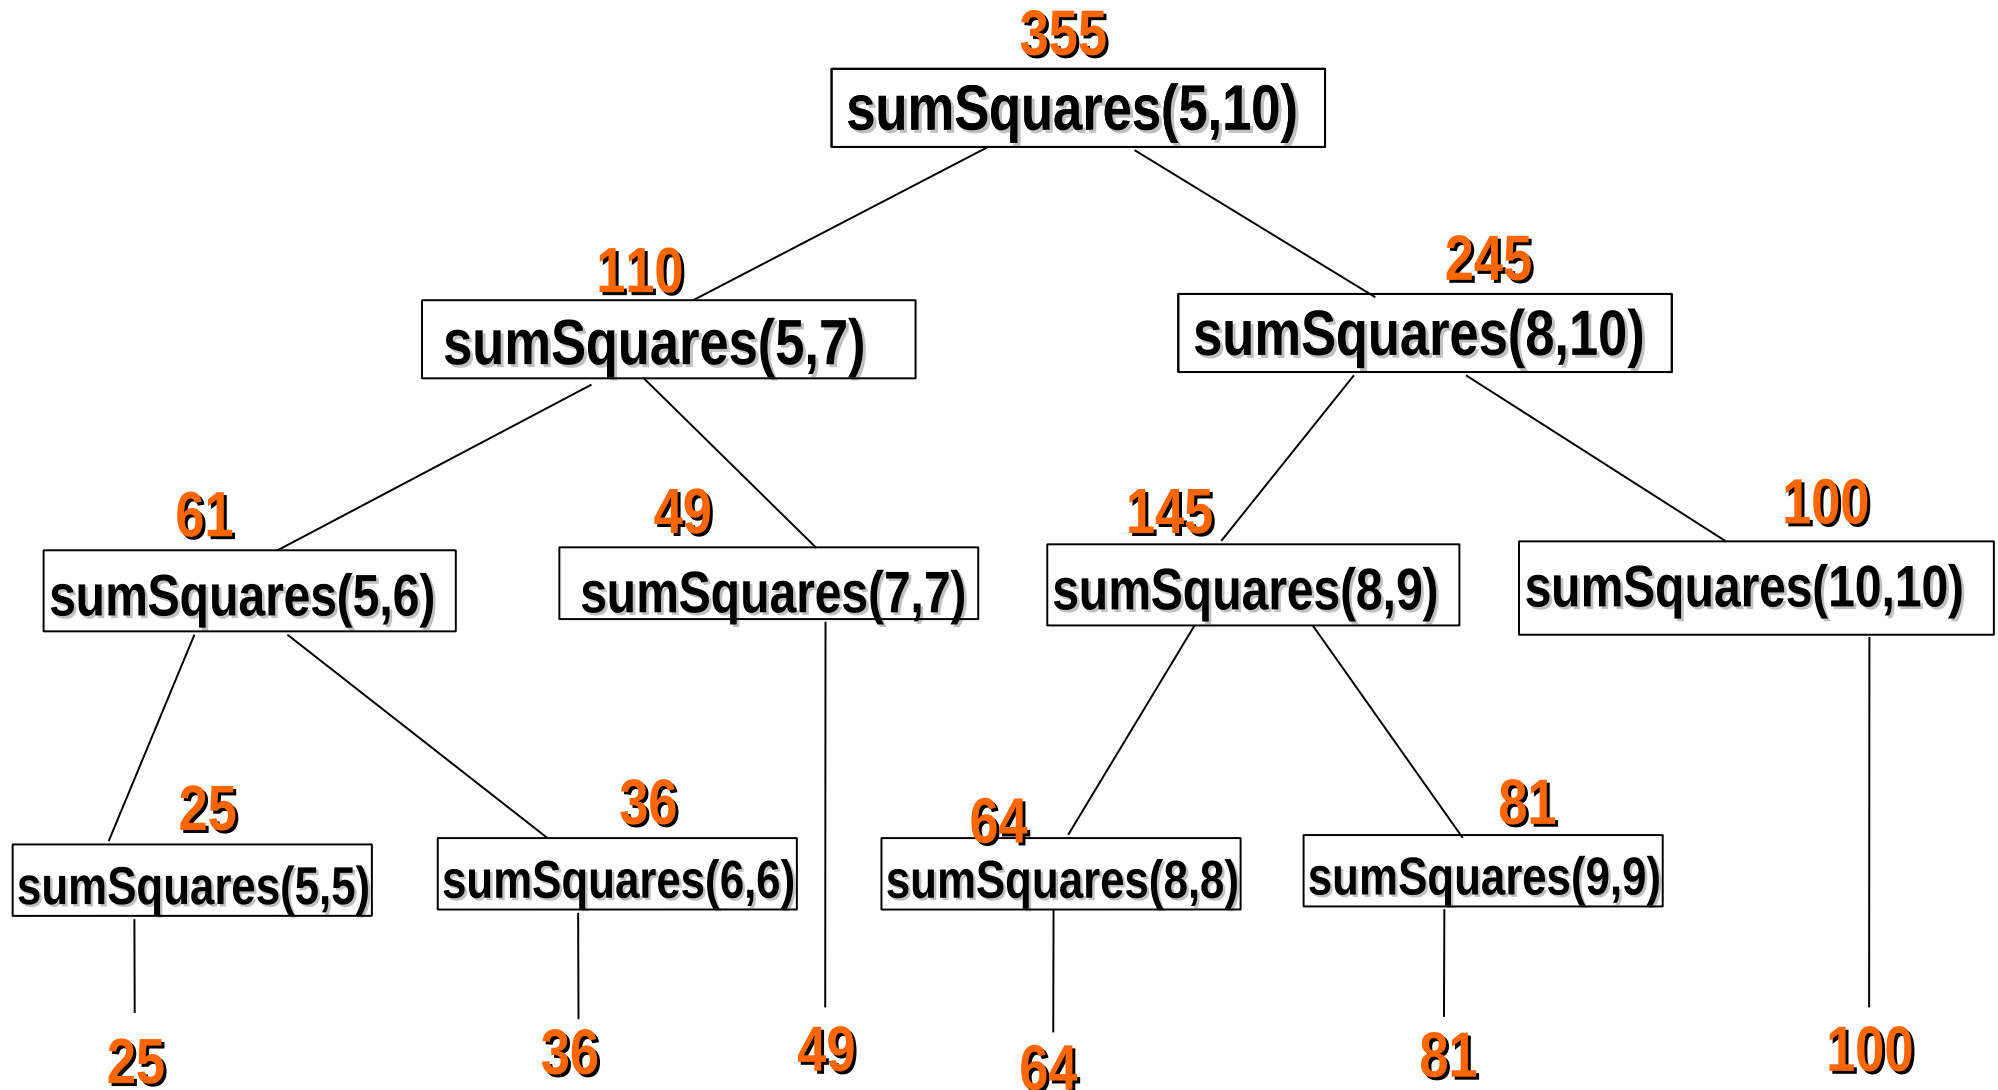 355
sumSquares(5,10)
110
245
sumSquares(5,7)
sumSquares(8,10)
61
49
145
100
sumSquares(5,6)
sumSquares(7,7)
sumSquares(8,9)
sumSquares(10,10)
25
36
64
81
sumSquares(5,5)
sumSquares(6,6)
sumSquares(8,8)
sumSquares(9,9)
25
36
49
64
81
100